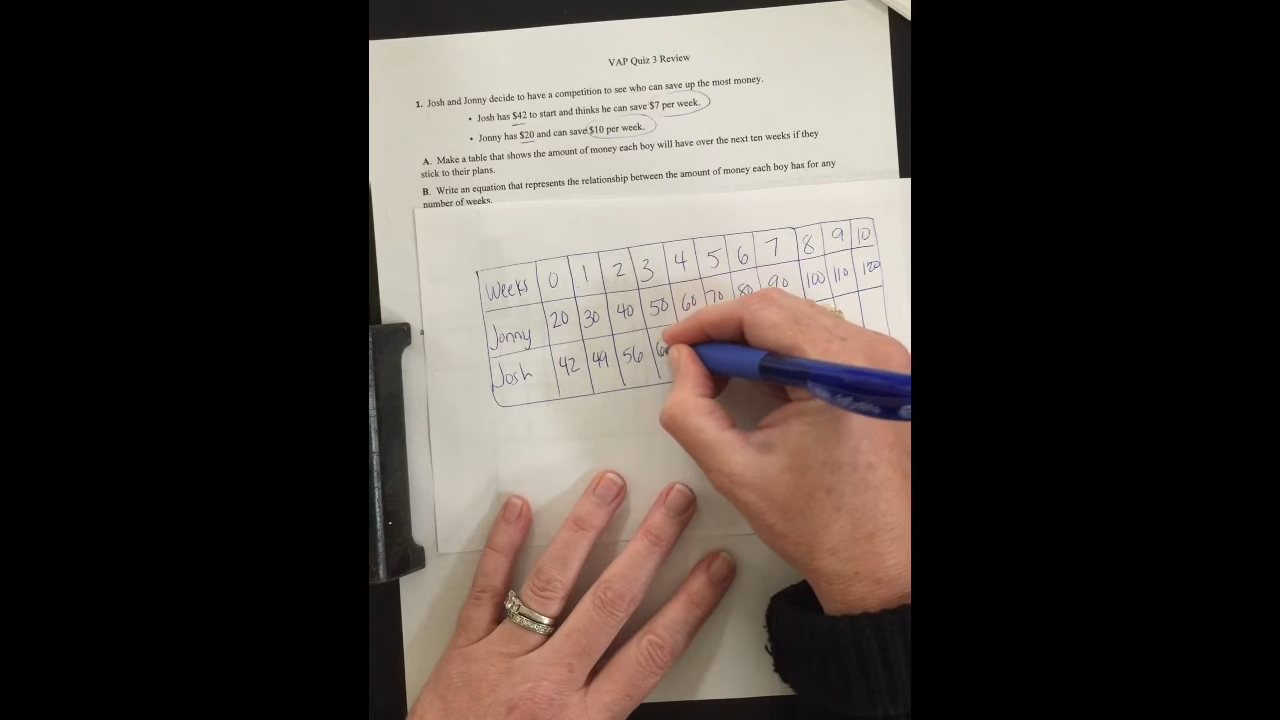 VAP Quiz 3 Review
1. Josh and Jonny decide to have a competition to see who can save up the most money.
• Josh has $42 to start and thinks he can save $7 per week.
• Jonny has $20 and can save $10 per week.
A. Make a table that shows the amount of money each boy will have over the next ten weeks if they
stick to their plans.
B. Write an equation that represents the relationship between the amount of money each boy has for any
number of weeks.
Weeks 0 1 2 3 4 5 6 7 8 9 10
Jonny 20 30 40 50 60 70 80 90 100 110 120
Josh 42 49 56